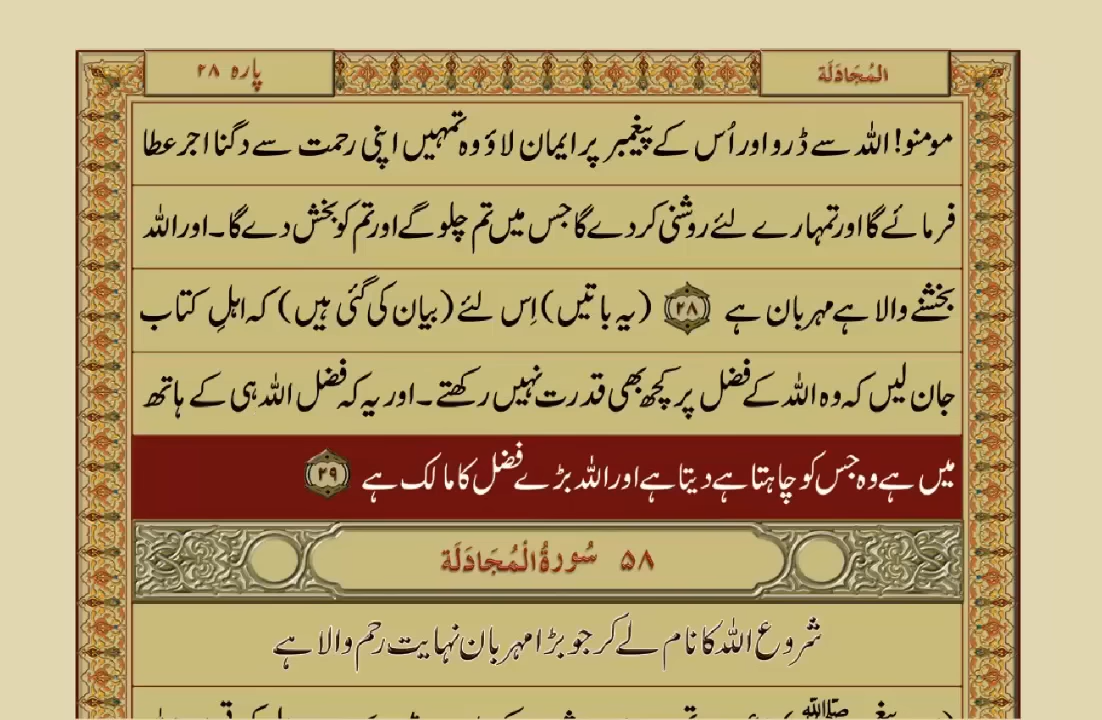 المُجَادَلَة
پارہ ۲۸
مومنو! اللہ سے ڈرو اور اُس کے پیغمبر پر ایمان لاؤ وہ تمہیں اپنی رحمت سے دگنا اجر عطا
فرمائے گا اور تمہارے لئے روشنی کر دے گا جس میں تم چلو گے اور تم کو بخش دے گا۔ اور اللہ
بخشنے والا ہے مہربان ہے ۲۸ (یہ باتیں) اِس لئے (بیان کی گئی ہیں) کہ اہلِ کتاب
جان لیں کہ وہ اللہ کے فضل پر کچھ بھی قدرت نہیں رکھتے۔ اور یہ کہ فضل اللہ ہی کے ہاتھ
میں ہے وہ جس کو چاہتا ہے دیتا ہے اور اللہ بڑے فضل کا مالک ہے ۲۹
۵۸ سُورةُ الْمُجَادَلَة
شروع اللہ کا نام لے کر جو بڑا مہربان نہایت رحم والا ہے